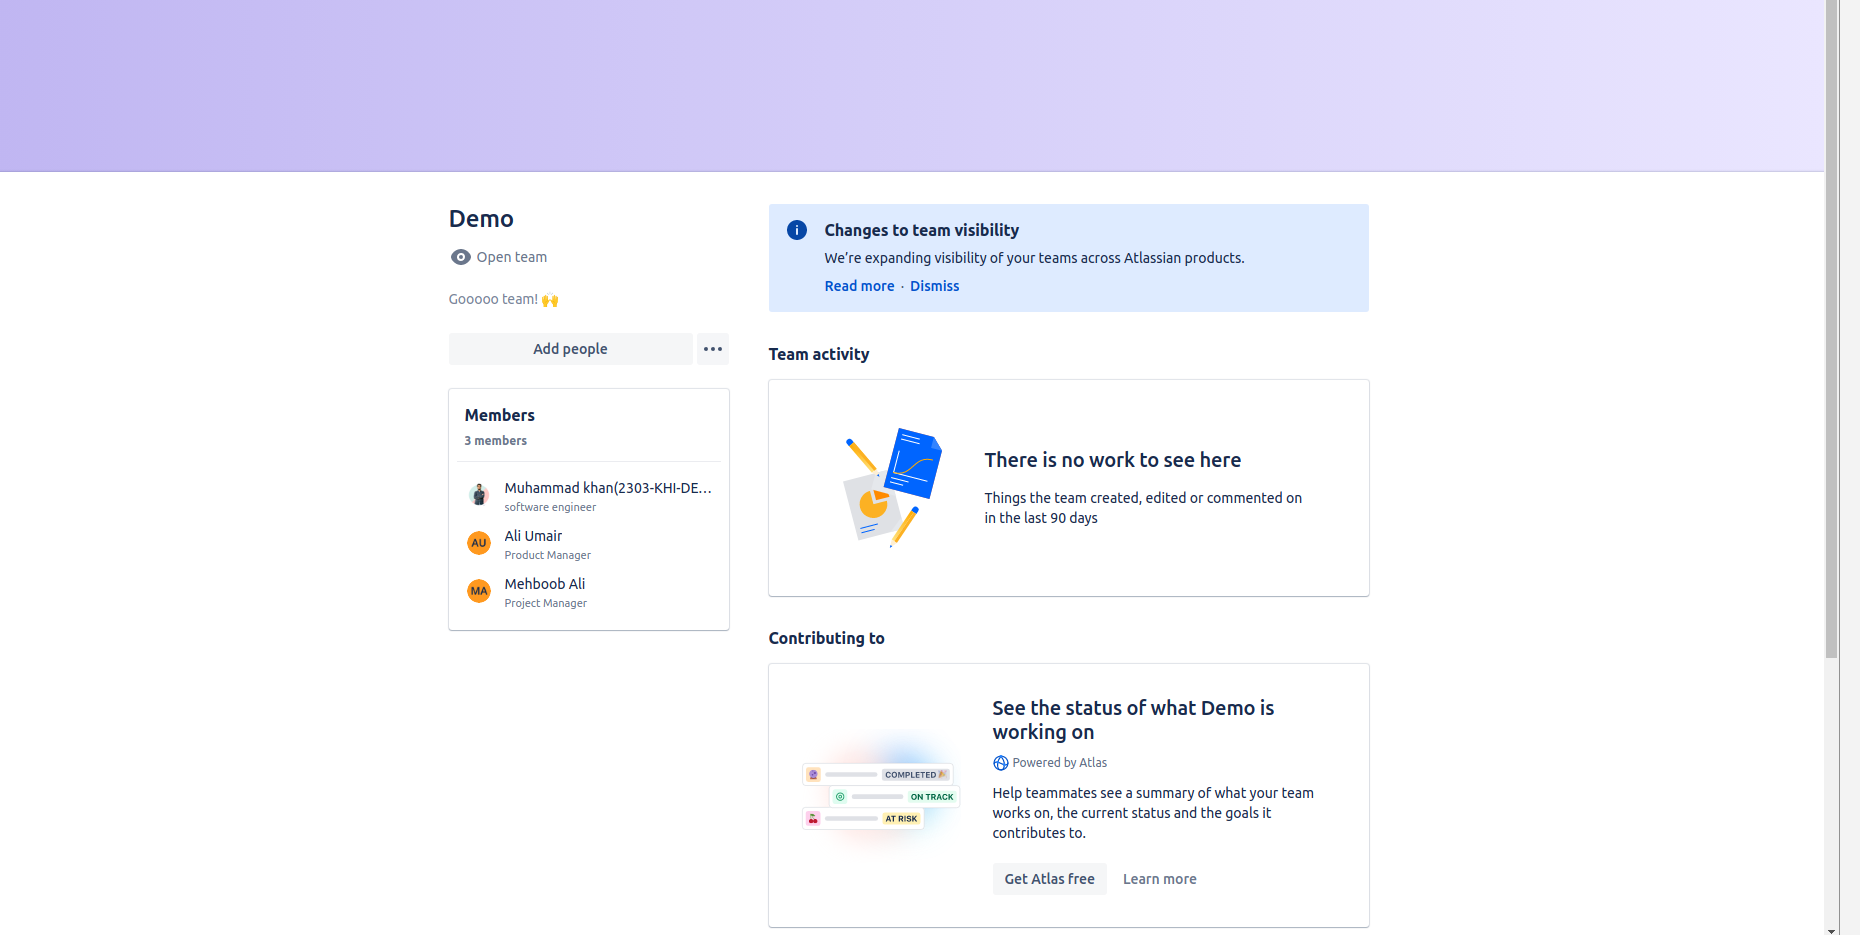 Demo
Open team
Gooooo team! 🙌
Add people
Members
3 members
Muhammad khan(2303-KHI-DE...
software engineer
AU
Ali Umair
Product Manager
MA
Mehboob Ali
Project Manager
Changes to team visibility
We’re expanding visibility of your teams across Atlassian products.
Read more · Dismiss
Team activity
There is no work to see here
Things the team created, edited or commented on
in the last 90 days
Contributing to
COMPLETED
ON TRACK
AT RISK
See the status of what Demo is
working on
Powered by Atlas
Help teammates see a summary of what your team
works on, the current status and the goals it
contributes to.
Get Atlas free
Learn more